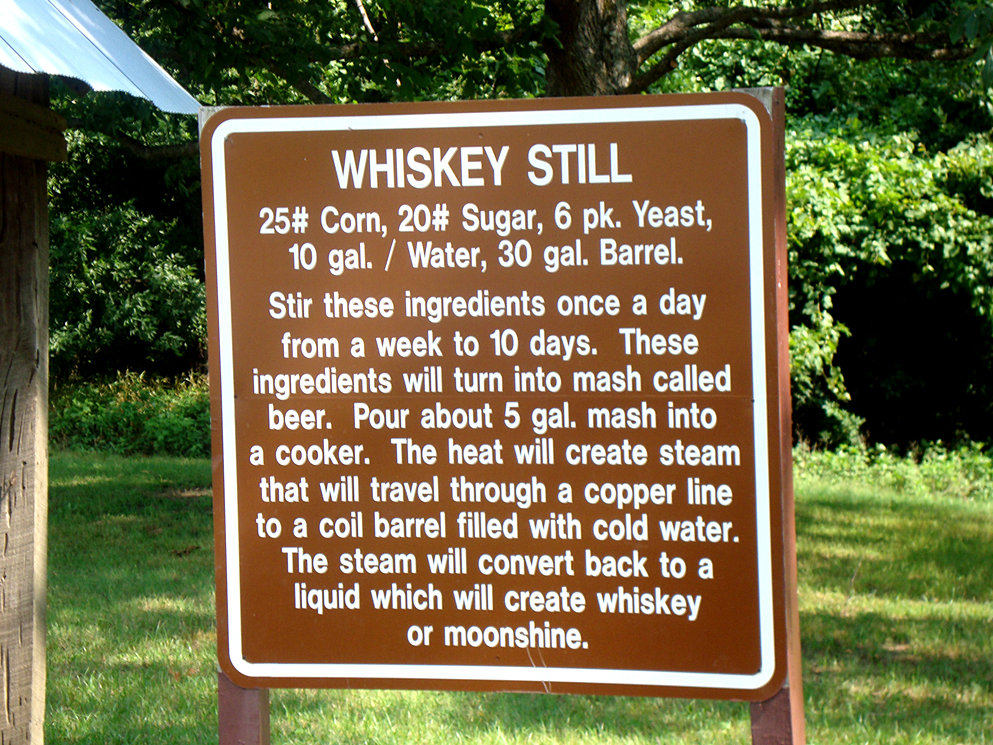 WHISKEY STILL
25# Corn, 20# Sugar, 6 pk. Yeast,
10 gal. / Water, 30 gal. Barrel.
Stir these ingredients once a day
from a week to 10 days. These
ingredients will turn into mash called
beer. Pour about 5 gal. mash into
a cooker. The heat will create steam
that will travel through a copper line
to a coil barrel filled with cold water.
The steam will convert back to a
liquid which will create whiskey
or moonshine.